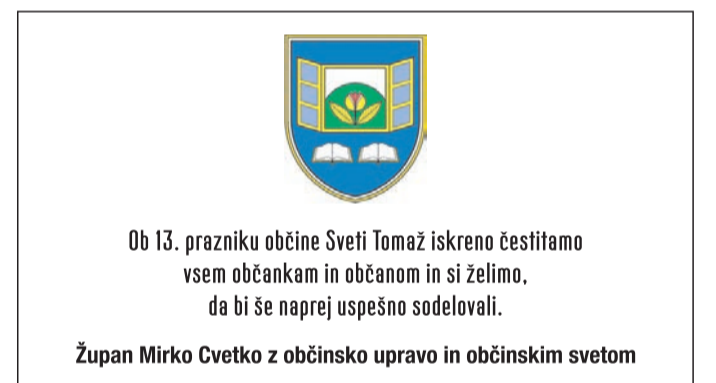 Ob 13. prazniku občine Sveti Tomaž iskreno čestitamo
vsem občankam in občanom in si želimo,
da bi še naprej uspešno sodelovali.
Župan Mirko Cvetko z občinsko upravo in občinskim svetom